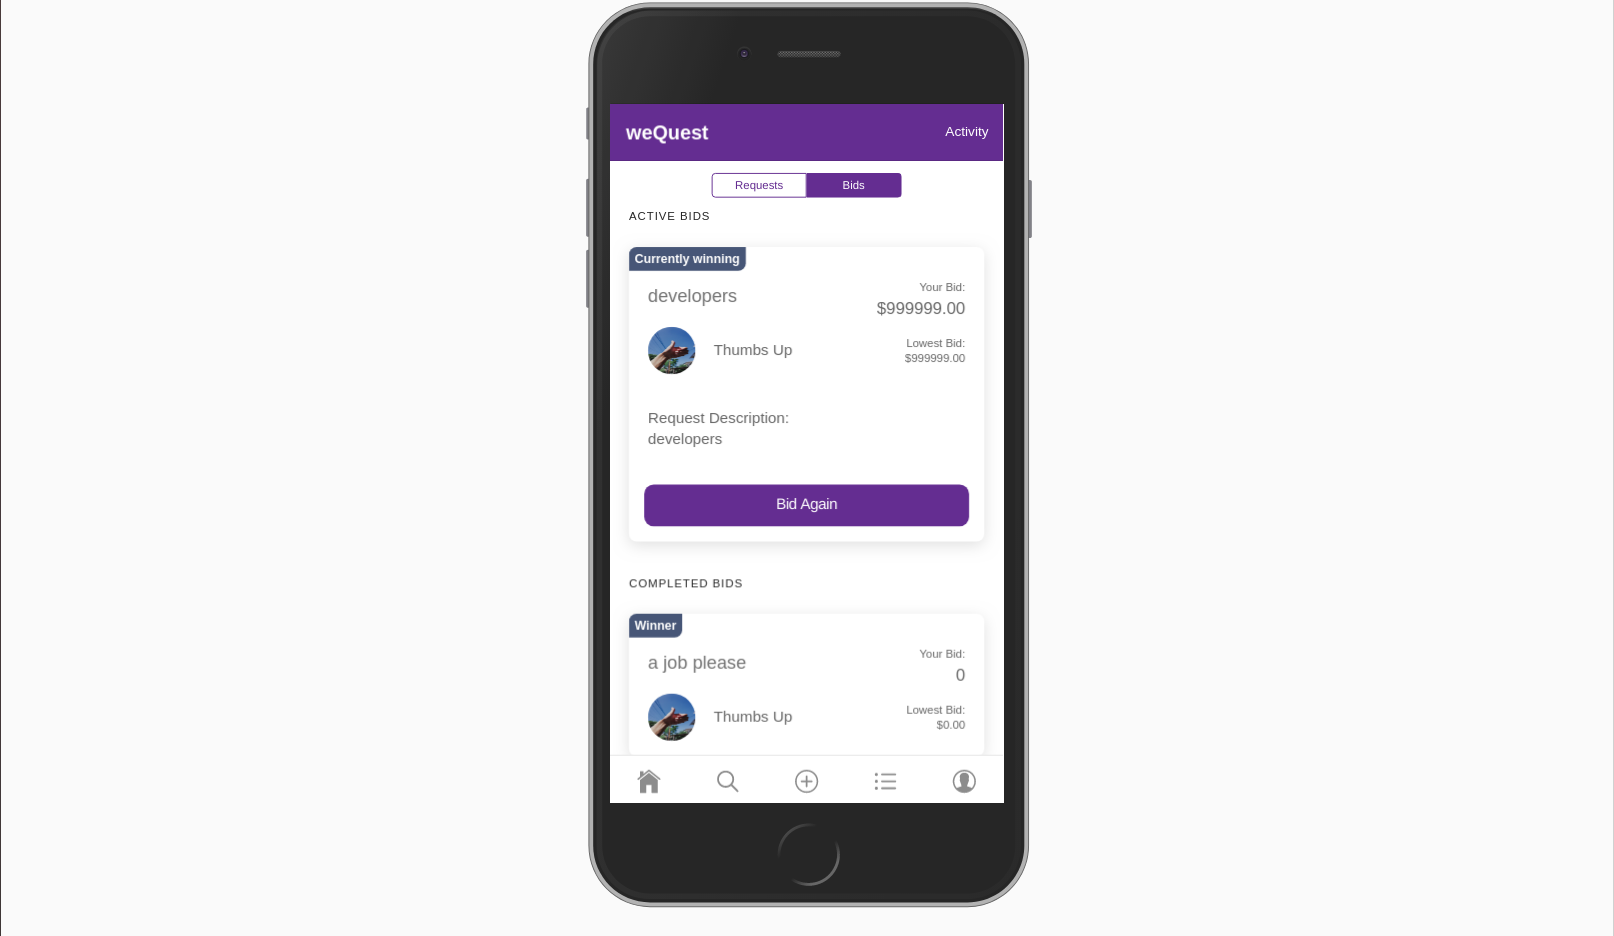 weQuest
Activity
Requests
Bids
ACTIVE BIDS
Currently winning
developers
Your Bid:
$999999.00
Thumbs Up
Lowest Bid:
$999999.00
Request Description:
developers
Bid Again
COMPLETED BIDS
Winner
a job please
Your Bid:
0
Thumbs Up
Lowest Bid:
$0.00